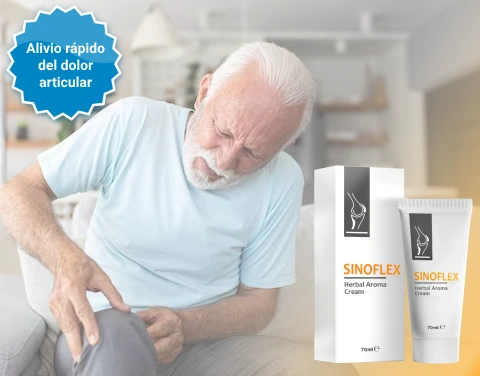 Alivio rápido
del dolor
articular
SINOFLEX
Herbal Aroma
Cream
70ml ℮
SINOFLEX
Herbal Aroma
Cream
70ml ℮